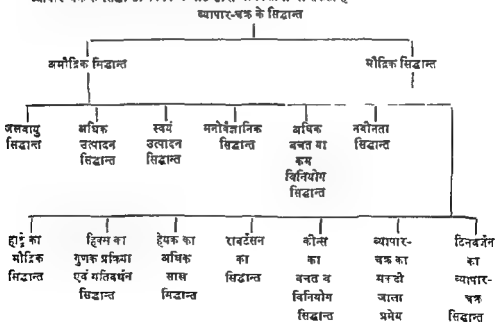 व्यापार-चक्र के सिद्धान्त
अमौद्रिक सिद्धान्त
मौद्रिक सिद्धान्त
जलवायु सिद्धान्त
अधिक उत्पादन सिद्धान्त
स्वयं उत्पादन सिद्धान्त
मनोवैज्ञानिक सिद्धान्त
अधिक बचत या कम विनियोग सिद्धान्त
नवीनता सिद्धान्त
हाट्रे का मौद्रिक सिद्धान्त
हिक्स का गुणक प्रक्रिया एवं गतिवर्धन सिद्धान्त
हेयक का अधिक सिद्धान्त
राबर्टसन का सिद्धान्त
कीन्स का बचत व विनियोग सिद्धान्त
व्यापार-चक्र का मकड़ी जाला प्रमेय
टिनबर्जन का व्यापार-चक्र सिद्धान्त